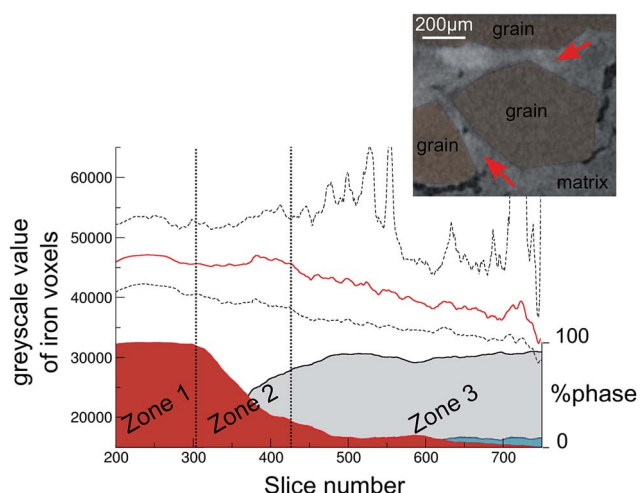 200µm
grain
grain
grain
matrix
greyscale value
of iron voxels
60000
50000
40000
30000
20000
100
%phase
0
Zone 1
Zone 2
Zone 3
200
300
400
500
600
700
Slice number